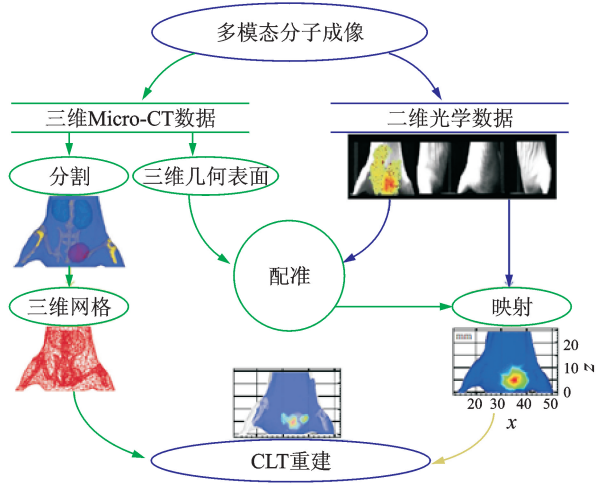 多模态分子成像
三维Micro-CT数据
二维光学数据
分割
三维几何表面
配准
三维网格
映射
20
10
0
z
10 20 30 40 50
x
CLT重建